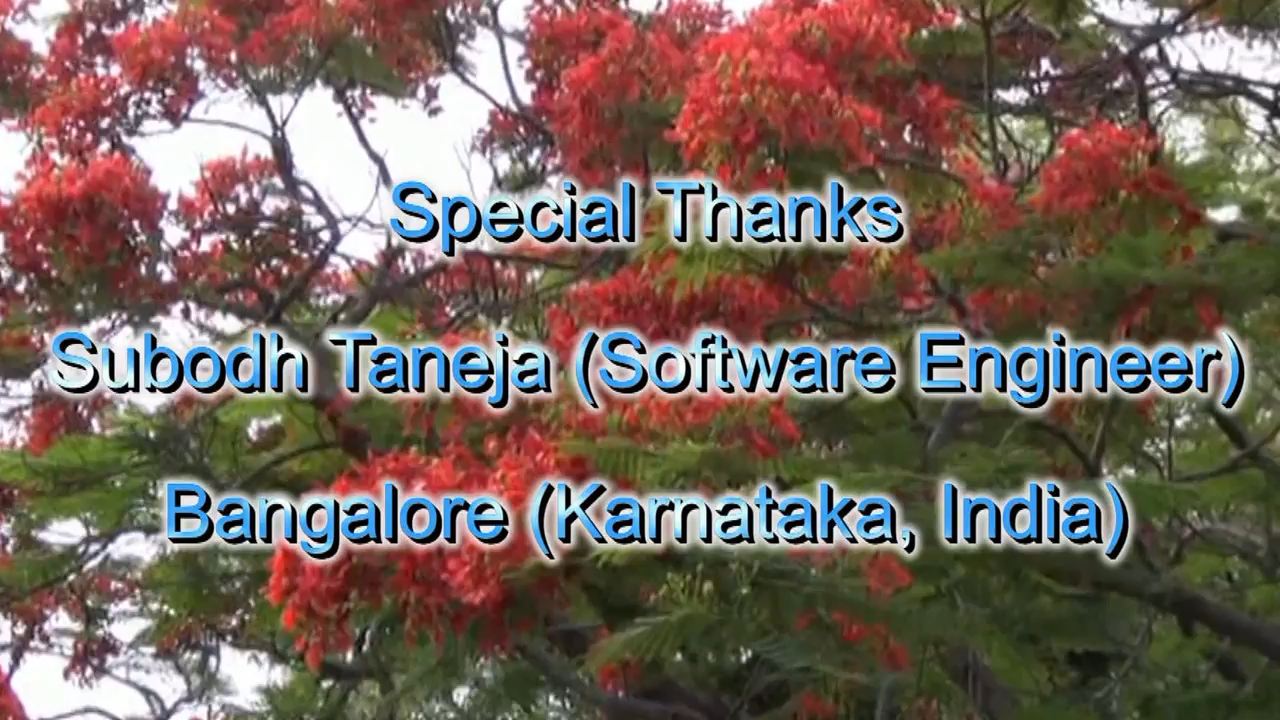 Special Thanks
Subodh Taneja (Software Engineer)
Bangalore (Karnataka, India)